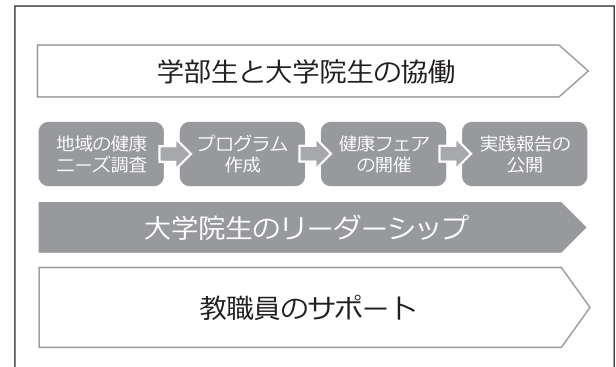 学部生と大学院生の協働
地域の健康
ニーズ調査
プログラム
作成
健康フェア
の開催
実践報告の
公開
大学院生のリーダーシップ
教職員のサポート